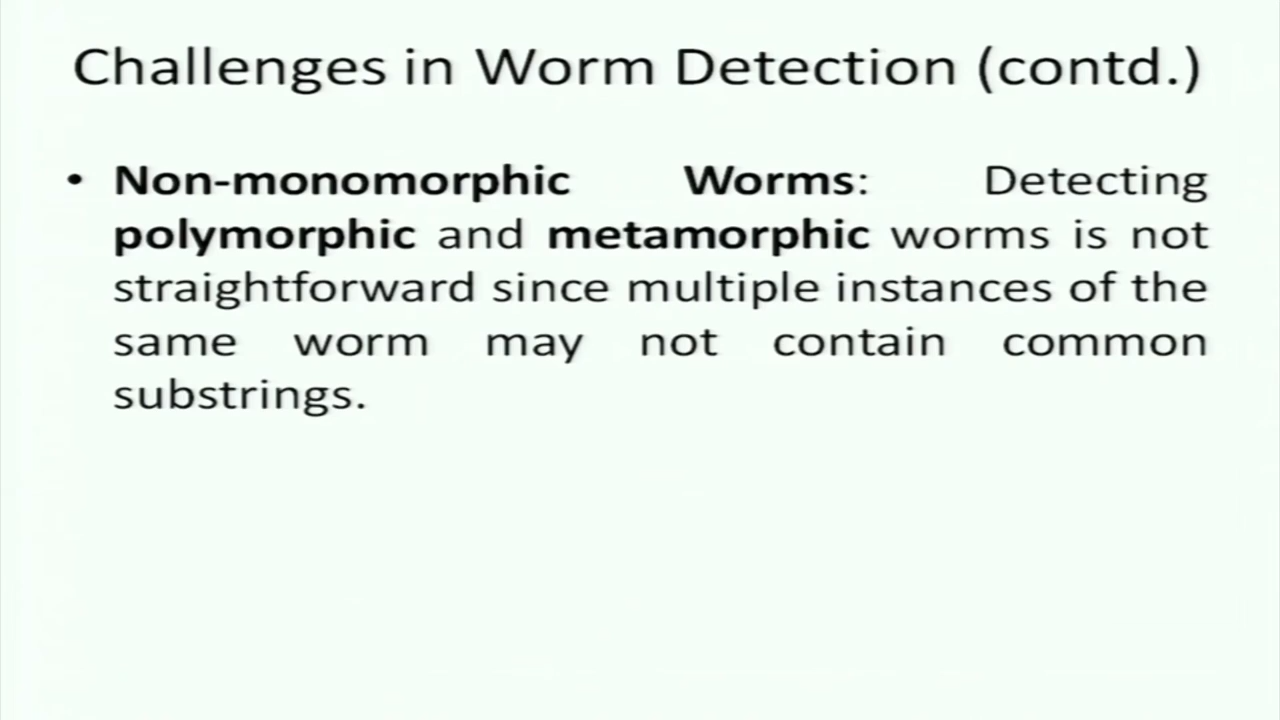 Challenges in Worm Detection (contd.)
• Non-monomorphic Worms: Detecting
polymorphic and metamorphic worms is not
straightforward since multiple instances of the
same worm may not contain common
substrings.